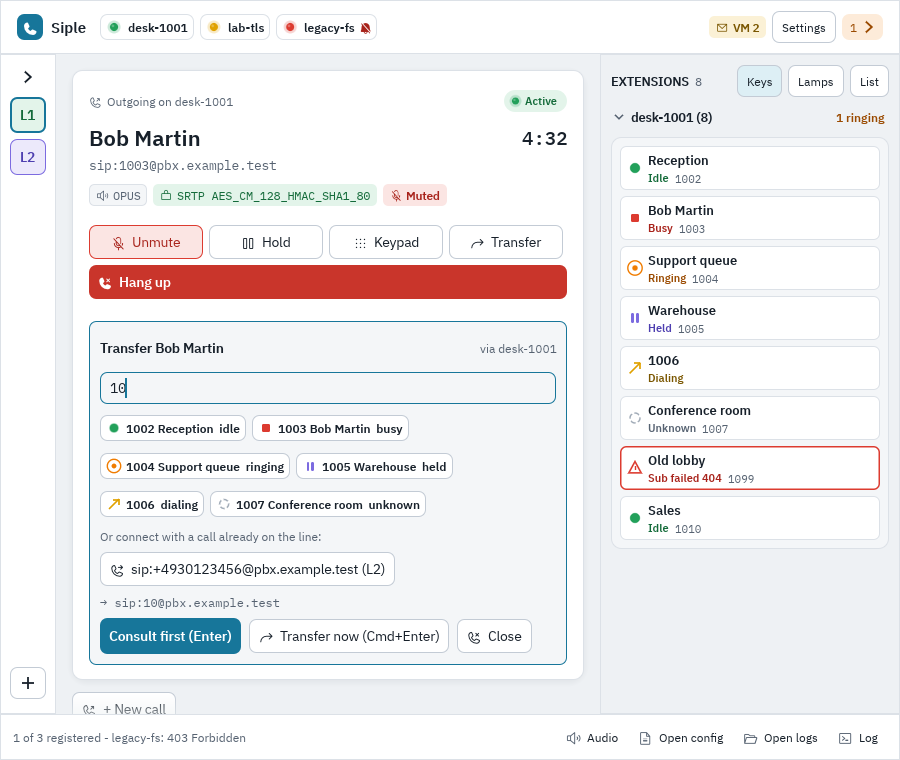 Siple
desk-1001
lab-tls
legacy-fs
VM 2
Settings
1
L1
L2
Outgoing on desk-1001
Active
Bob Martin
4:32
sip:1003@pbx.example.test
OPUS
SRTP AES_CM_128_HMAC_SHA1_80
Muted
Unmute
Hold
Keypad
Transfer
Hang up
Transfer Bob Martin
via desk-1001
10
1002 Reception idle
1003 Bob Martin busy
1004 Support queue ringing
1005 Warehouse held
1006 dialing
1007 Conference room unknown
Or connect with a call already on the line:
sip:+4930123456@pbx.example.test (L2)
→ sip:10@pbx.example.test
Consult first (Enter)
Transfer now (Cmd+Enter)
Close
+ New call
EXTENSIONS 8
Keys
Lamps
List
desk-1001 (8)
1 ringing
Reception
Idle 1002
Bob Martin
Busy 1003
Support queue
Ringing 1004
Warehouse
Held 1005
1006
Dialing
Conference room
Unknown 1007
Old lobby
Sub failed 404 1099
Sales
Idle 1010
1 of 3 registered - legacy-fs: 403 Forbidden
Audio
Open config
Open logs
Log